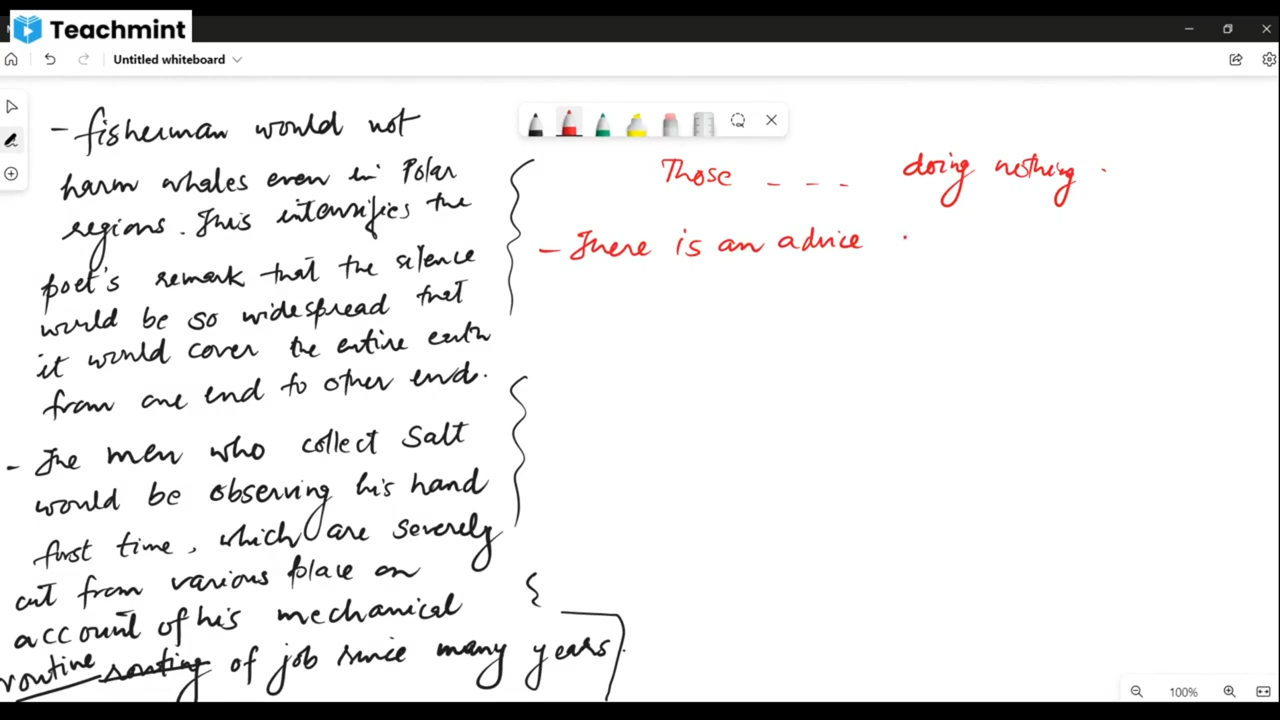 Teachmint
Untitled whiteboard
- fisherman would not
harm whales even in Polar
regions. This intensifies the
poet's remark that the silence
would be so widespread that
it would cover the entire earth
from one end to other end.
- The men who collect Salt
would be observing his hand
first time, which are severely
cut from various place on
account of his mechanical
routine routing of job since many years.
Those - - - doing nothing.
- There is an advice .
100%